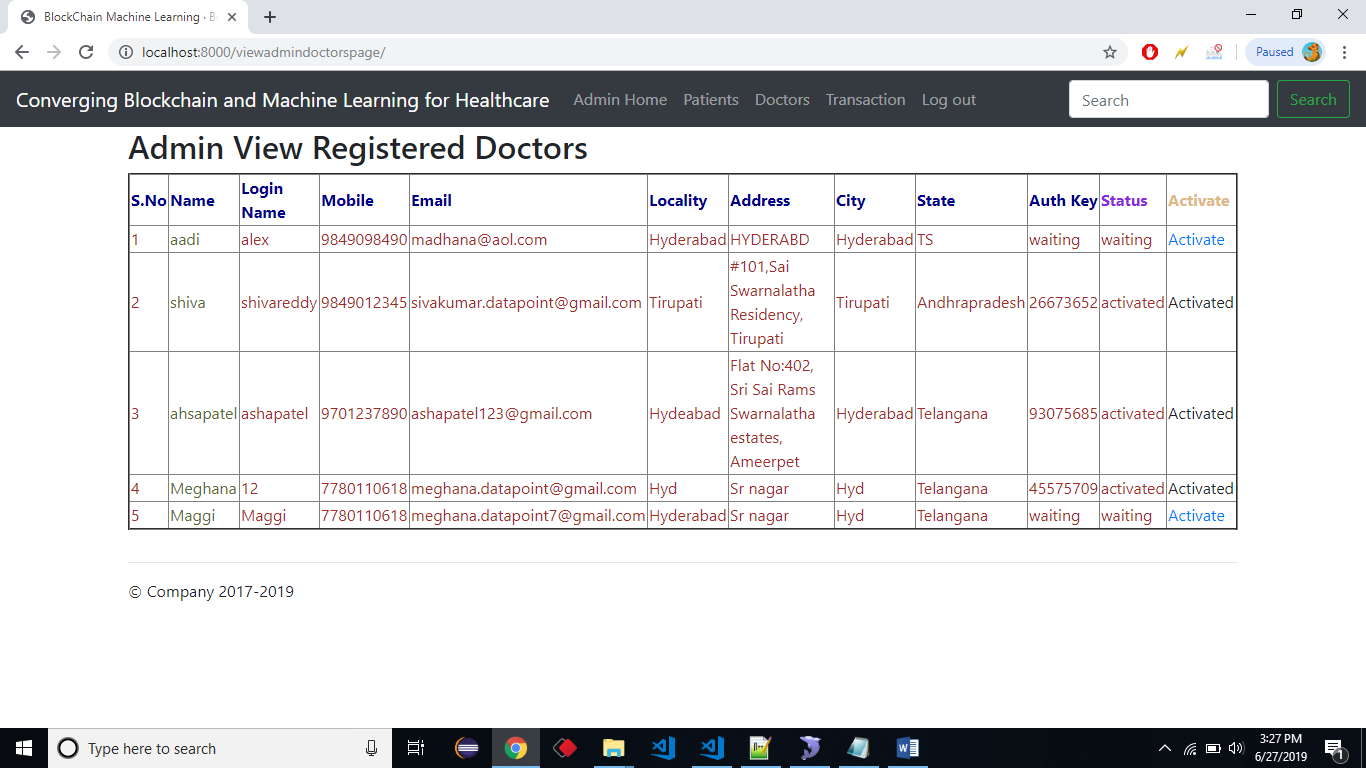 BlockChain Machine Learning · B
localhost:8000/viewadmindoctorspage/
Paused
Converging Blockchain and Machine Learning for Healthcare Admin Home Patients Doctors Transaction Log out Search Search
Admin View Registered Doctors
S.No Name Login Name Mobile Email Locality Address City State Auth Key Status Activate
1 aadi alex 9849098490 madhana@aol.com Hyderabad HYDERABD Hyderabad TS waiting waiting Activate
2 shiva shivareddy 9849012345 sivakumar.datapoint@gmail.com Tirupati #101,Sai Swarnalatha Residency, Tirupati Tirupati Andhrapradesh 26673652 activated Activated
3 ahsapatel ashapatel 9701237890 ashapatel123@gmail.com Hydeabad Flat No:402, Sri Sai Rams Swarnalatha estates, Ameerpet Hyderabad Telangana 93075685 activated Activated
4 Meghana 12 7780110618 meghana.datapoint@gmail.com Hyd Sr nagar Hyd Telangana 45575709 activated Activated
5 Maggi Maggi 7780110618 meghana.datapoint7@gmail.com Hyderabad Sr nagar Hyd Telangana waiting waiting Activate
© Company 2017-2019
Type here to search
3:27 PM
6/27/2019
1